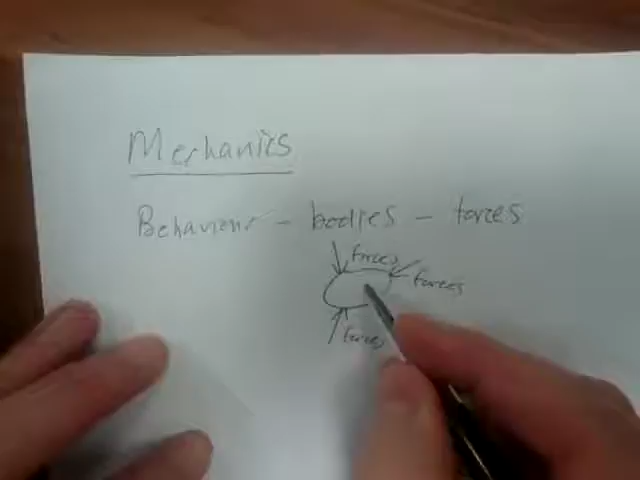 Mechanics
Behaviour - bodies - forces
forces
forces
forces